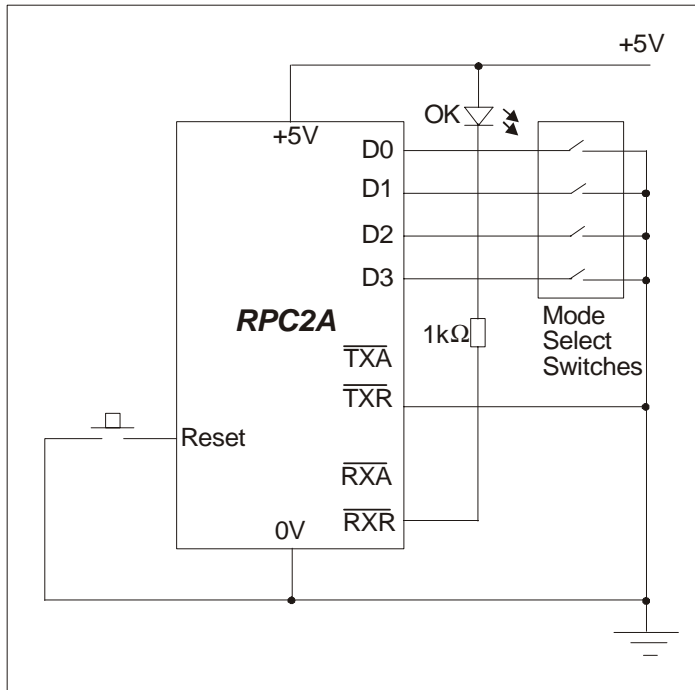 +5V
+5V
OK
D0
D1
D2
D3
RPC2A
1kΩ
Mode
Select
Switches
TXA
TXR
Reset
RXA
RXR
0V